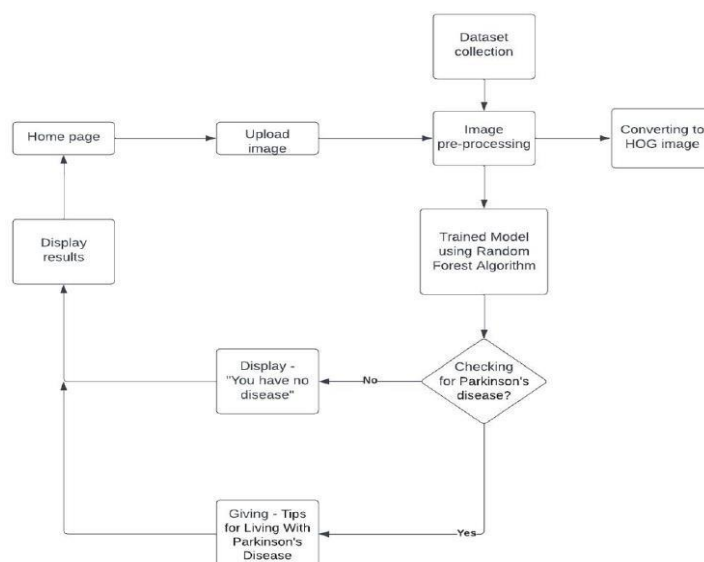 Dataset
collection
Home page
Upload
image
Image
pre-processing
Converting to
HOG image
Display
results
Trained Model
using Random
Forest Algorithm
Display -
"You have no
disease"
No
Checking
for Parkinson's
disease?
Giving - Tips
for Living With
Parkinson's
Disease
Yes